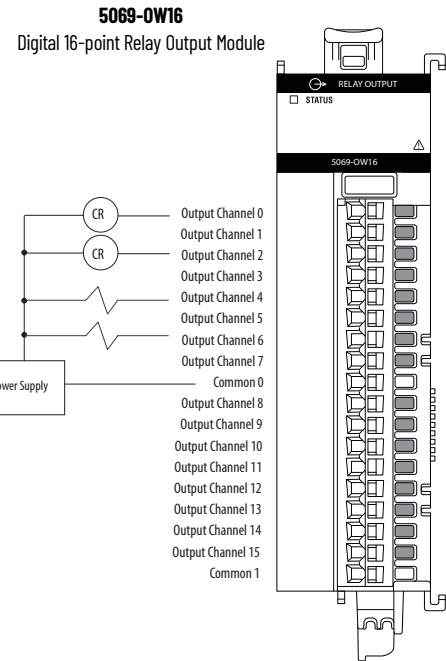 5069-OW16
Digital 16-point Relay Output Module
RELAY OUTPUT
STATUS
5069-OW16
CR
Output Channel 0
Output Channel 1
CR
Output Channel 2
Output Channel 3
Output Channel 4
Output Channel 5
Output Channel 6
Output Channel 7
Supply
Common 0
Output Channel 8
Output Channel 9
Output Channel 10
Output Channel 11
Output Channel 12
Output Channel 13
Output Channel 14
Output Channel 15
Common 1